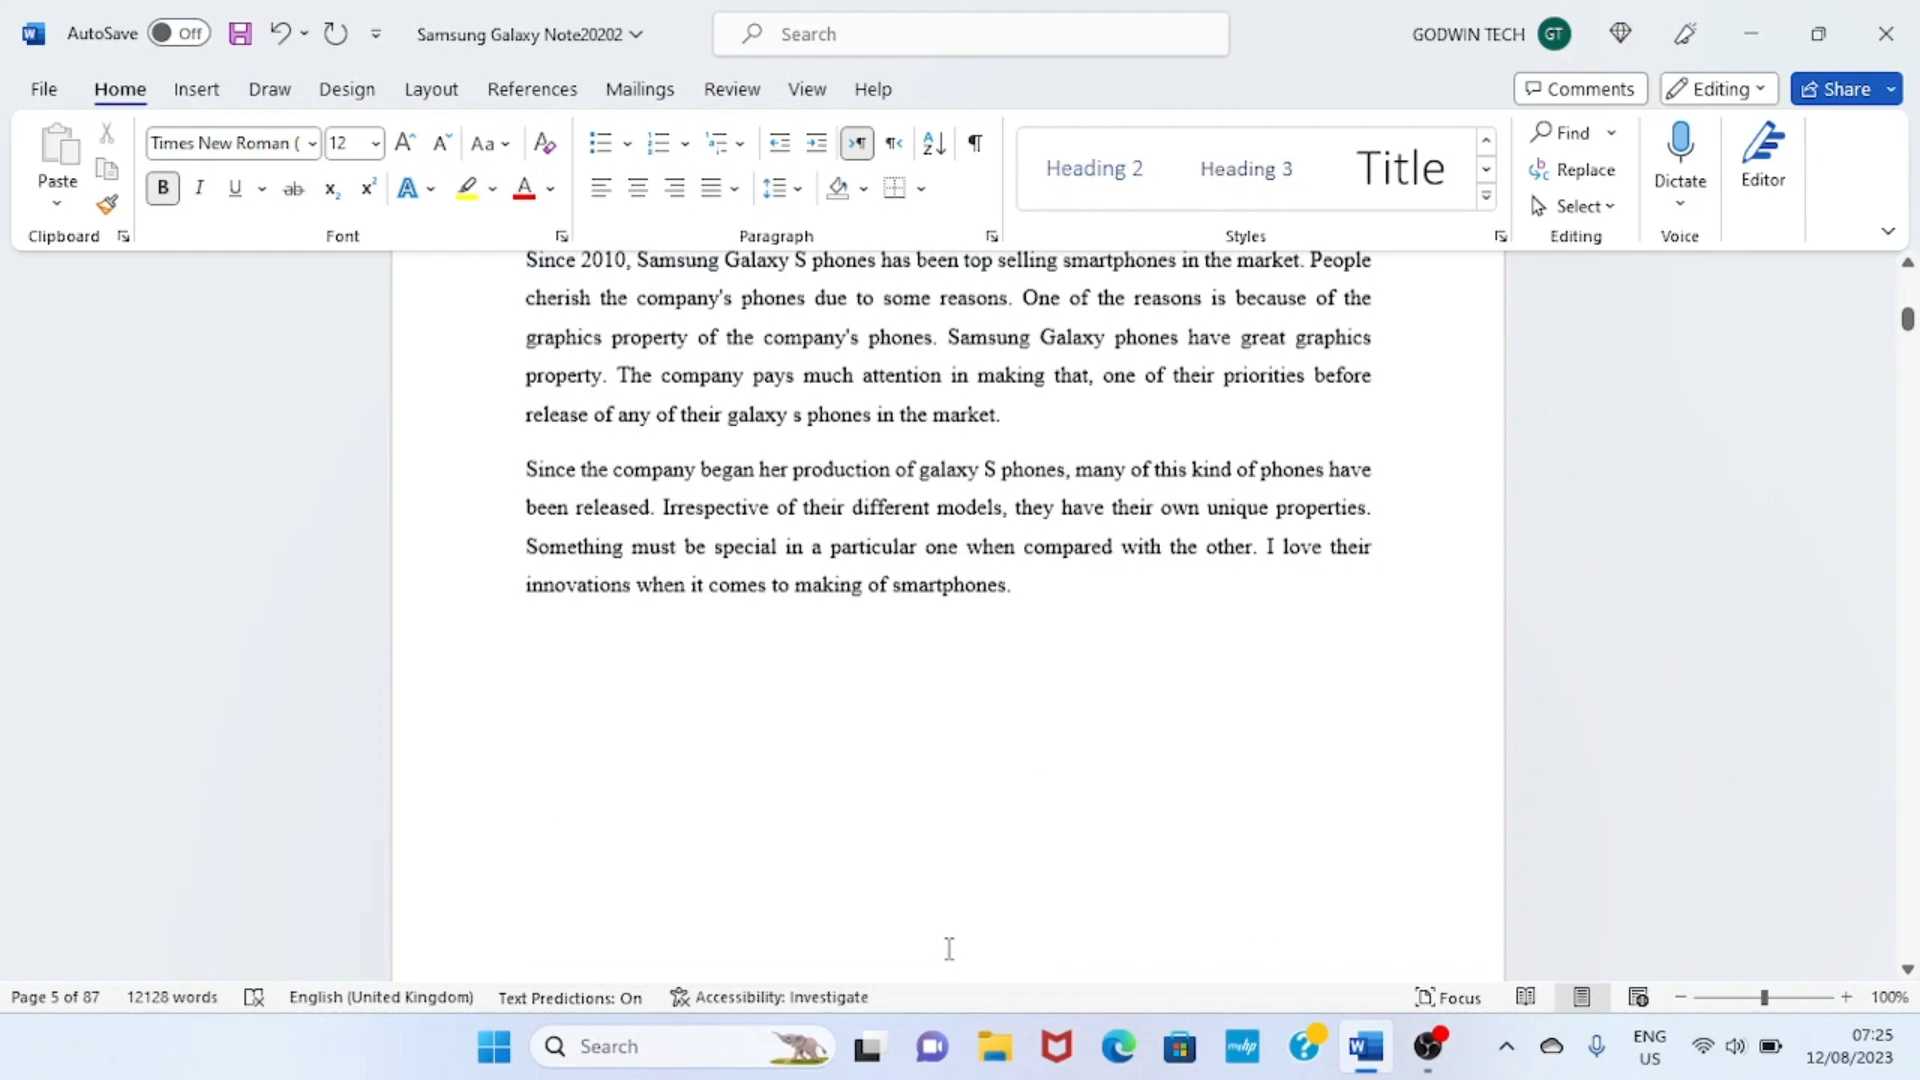 AutoSave Off Samsung Galaxy Note20202 Search GODWIN TECH GT
File Home Insert Draw Design Layout References Mailings Review View Help Comments Editing Share
Paste
Times New Roman ( 12 Aa
B I U ab x2 x2 A A
Heading 2 Heading 3 Title
Find
Replace
Select
Dictate
Editor
Clipboard Font Paragraph Styles Editing Voice
Since 2010, Samsung Galaxy S phones has been top selling smartphones in the market. People
cherish the company's phones due to some reasons. One of the reasons is because of the
graphics property of the company's phones. Samsung Galaxy phones have great graphics
property. The company pays much attention in making that, one of their priorities before
release of any of their galaxy s phones in the market.
Since the company began her production of galaxy S phones, many of this kind of phones have
been released. Irrespective of their different models, they have their own unique properties.
Something must be special in a particular one when compared with the other. I love their
innovations when it comes to making of smartphones.
Page 5 of 87 12128 words English (United Kingdom) Text Predictions: On Accessibility: Investigate Focus 100%
Search myhp ENG US 07:25
12/08/2023